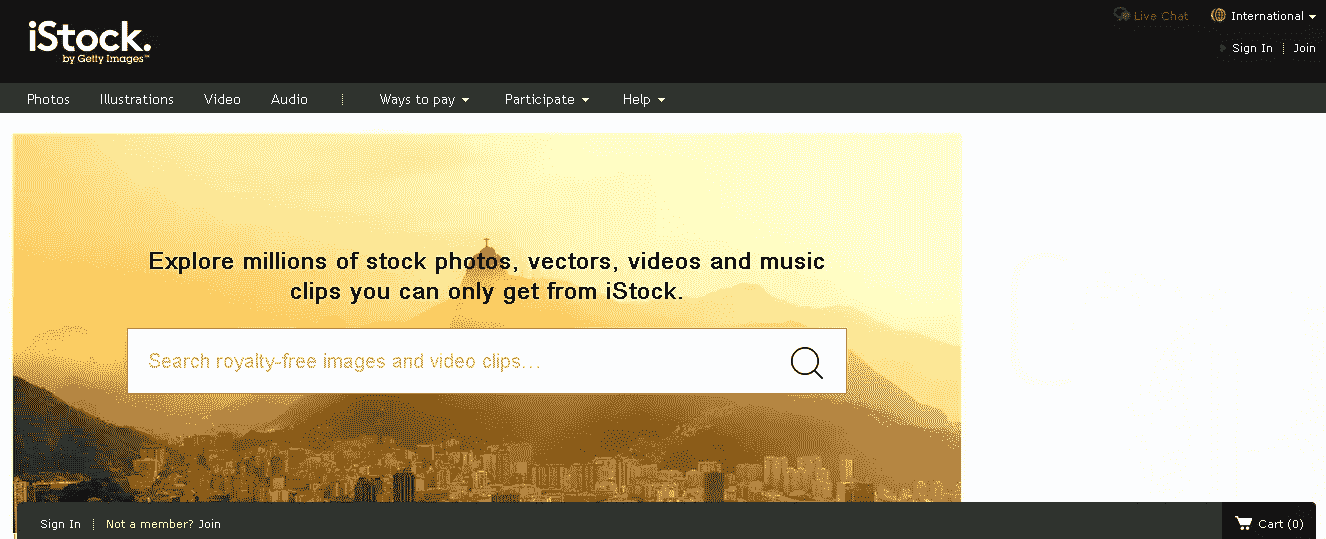 Live Chat
International
iStock.
by Getty Images™
Sign In | Join
Photos
Illustrations
Video
Audio
|
Ways to pay
Participate
Help
Explore millions of stock photos, vectors, videos and music
clips you can only get from iStock.
Search royalty-free images and video clips...
Sign In | Not a member? Join
Cart (0)